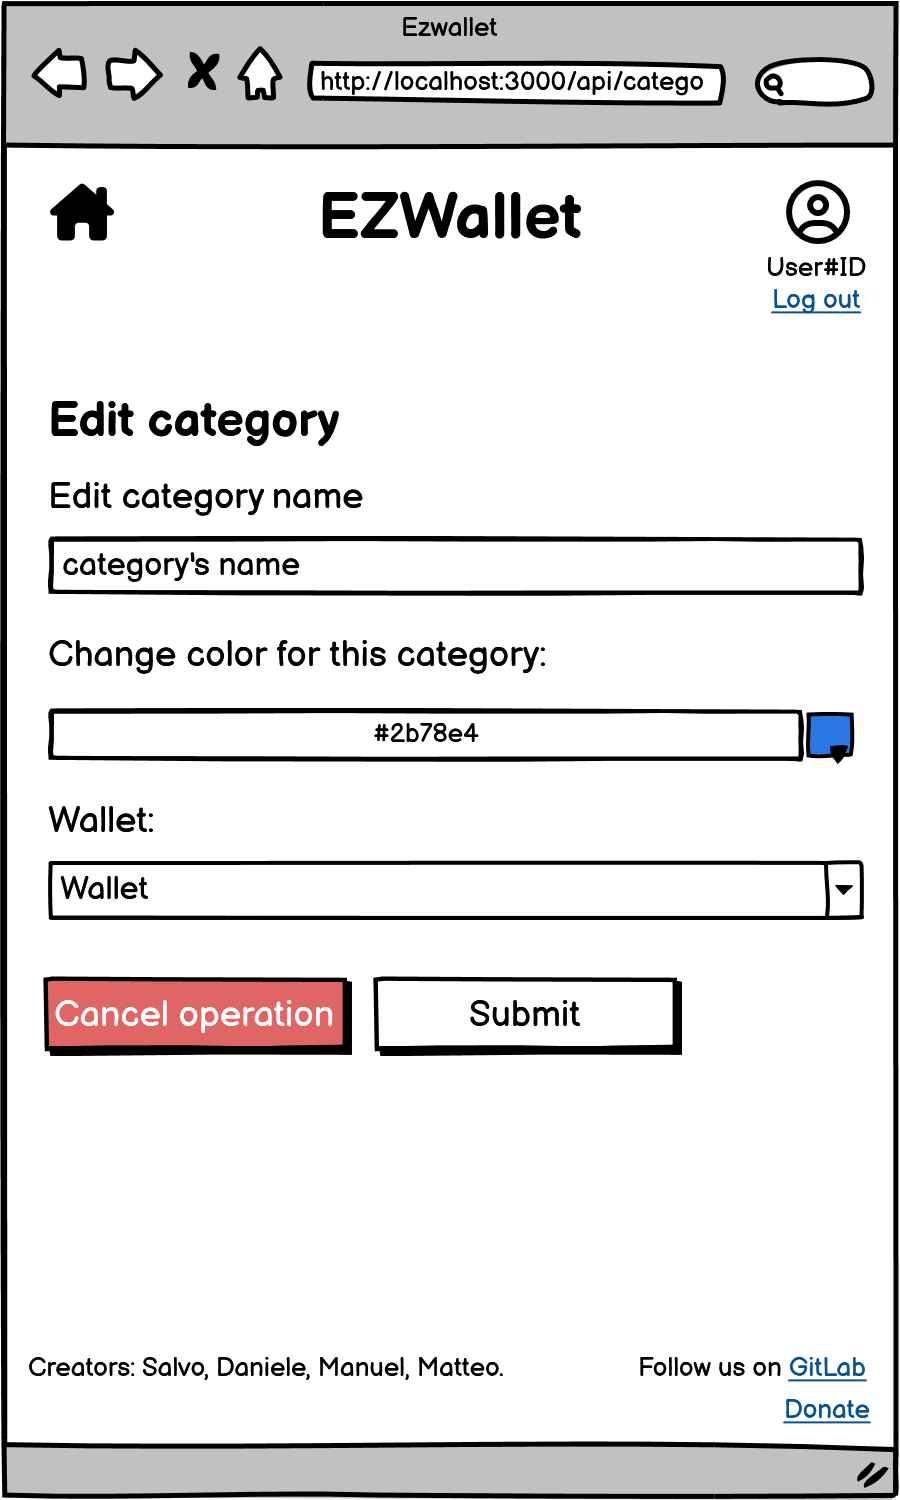 Ezwallet
http://localhost:3000/api/catego
EZWallet
User#ID
Log out
Edit category
Edit category name
category's name
Change color for this category:
#2b78e4
Wallet:
Wallet
Cancel operation
Submit
Creators: Salvo, Daniele, Manuel, Matteo.
Follow us on GitLab
Donate